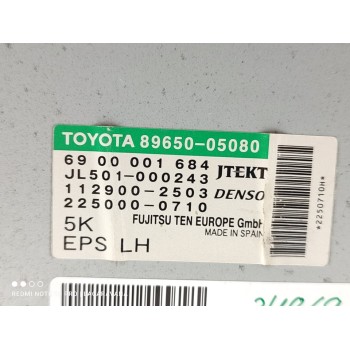 TOYOTA 89650-05080
69 00 001 684 JTEKT
JL501-000243
112900-2503 DENSO
225000-0710
5K FUJITSU TEN EUROPE GmbH
MADE IN SPAIN
EPS LH
*2250710H*